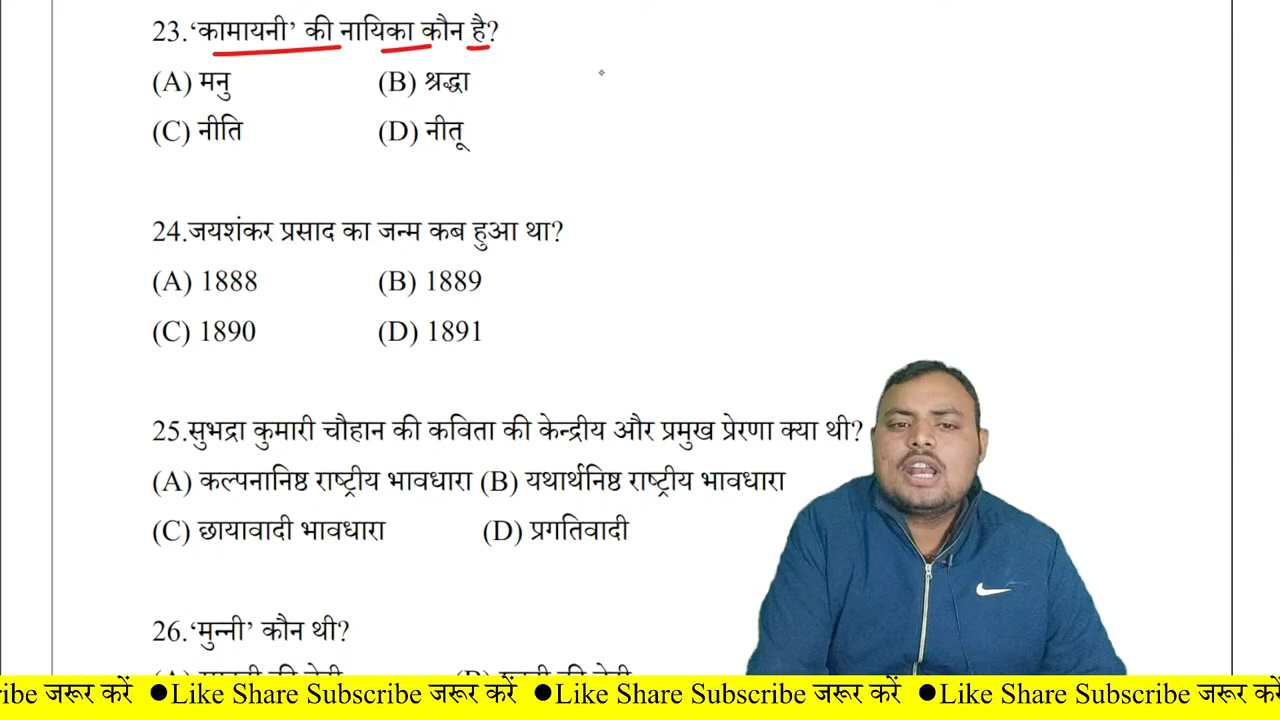 23.‘कामायनी’ की नायिका कौन है?
(A) मनु (B) श्रद्धा
(C) नीति (D) नीतू
24.जयशंकर प्रसाद का जन्म कब हुआ था?
(A) 1888 (B) 1889
(C) 1890 (D) 1891
25.सुभद्रा कुमारी चौहान की कविता की केन्द्रीय और प्रमुख प्रेरणा क्या थी?
(A) कल्पनानिष्ठ राष्ट्रीय भावधारा (B) यथार्थनिष्ठ राष्ट्रीय भावधारा
(C) छायावादी भावधारा (D) प्रगतिवादी
26.‘मुन्नी’ कौन थी?
ribe जरूर करें ●Like Share Subscribe जरूर करें ●Like Share Subscribe जरूर करें ●Like Share Subscribe जरूर करें